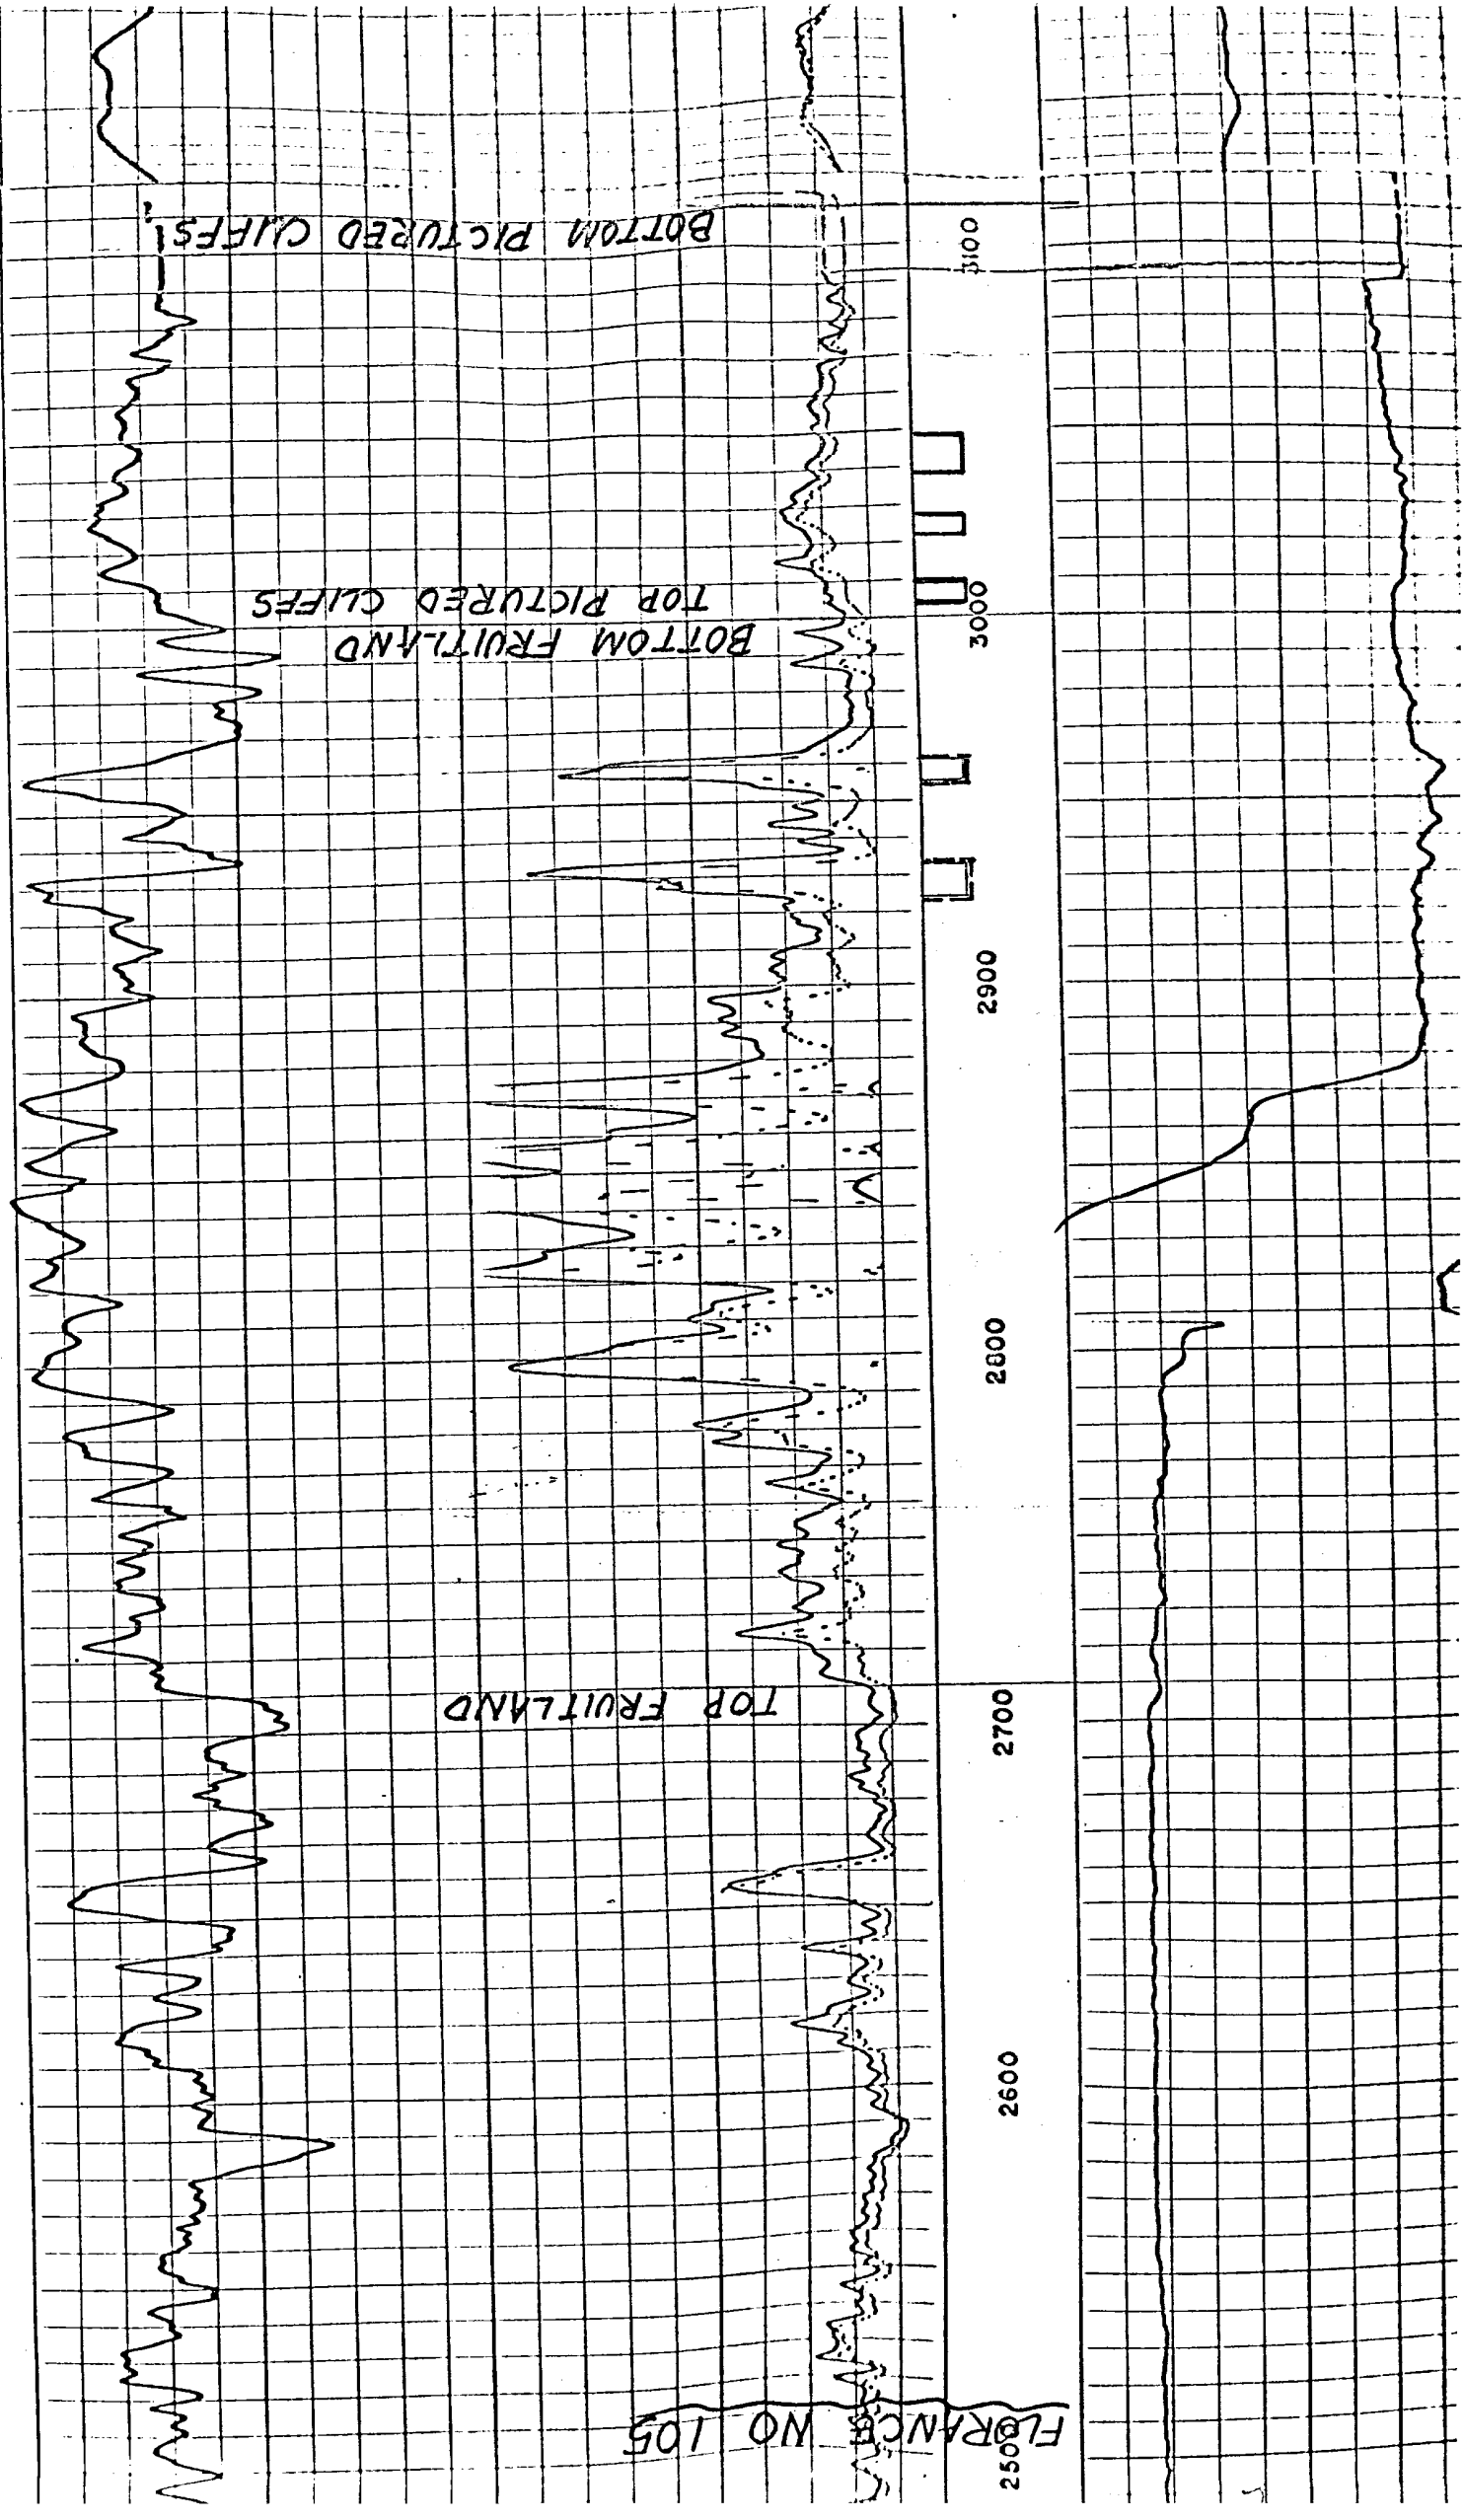 FLORANCE NO 105
2500
2600
2700
TOP FRUITLAND
2800
2900
BOTTOM FRUITLAND
TOP PICTURED CLIFFS
3000
3100
BOTTOM PICTURED CLIFFS